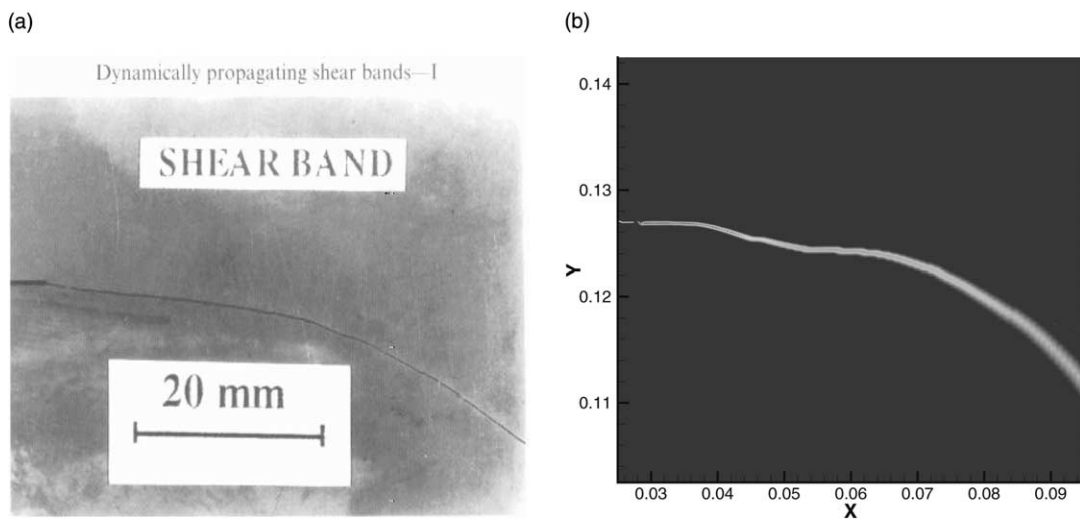 (a)
Dynamically propagating shear bands—I
SHEAR BAND
20 mm
(b)
0.14
0.13
0.12
0.11
Y
0.03 0.04 0.05 0.06 0.07 0.08 0.09
X